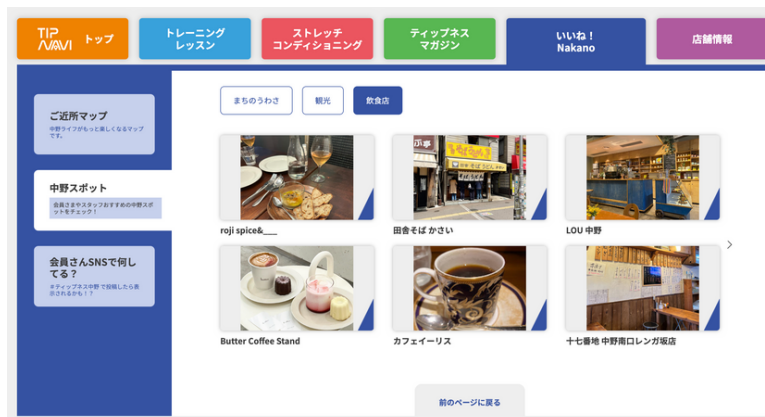 TIP NAVI トップ
トレーニング
レッスン
ストレッチ
コンディショニング
ティップネス
マガジン
いいね！
Nakano
店舗情報
ご近所マップ
中野ライフがもっと楽しくなるマップ
です。
中野スポット
会員さまやスタッフおすすめの中野スポ
ットをチェック！
会員さんSNSで何し
てる？
#ティップネス中野 で投稿したら表
示されるかも！？
まちのうわさ
観光
飲食店
roji spice&___
田舎そば かさい
LOU 中野
Butter Coffee Stand
カフェイーリス
十七番地 中野南口レンガ坂店
前のページに戻る